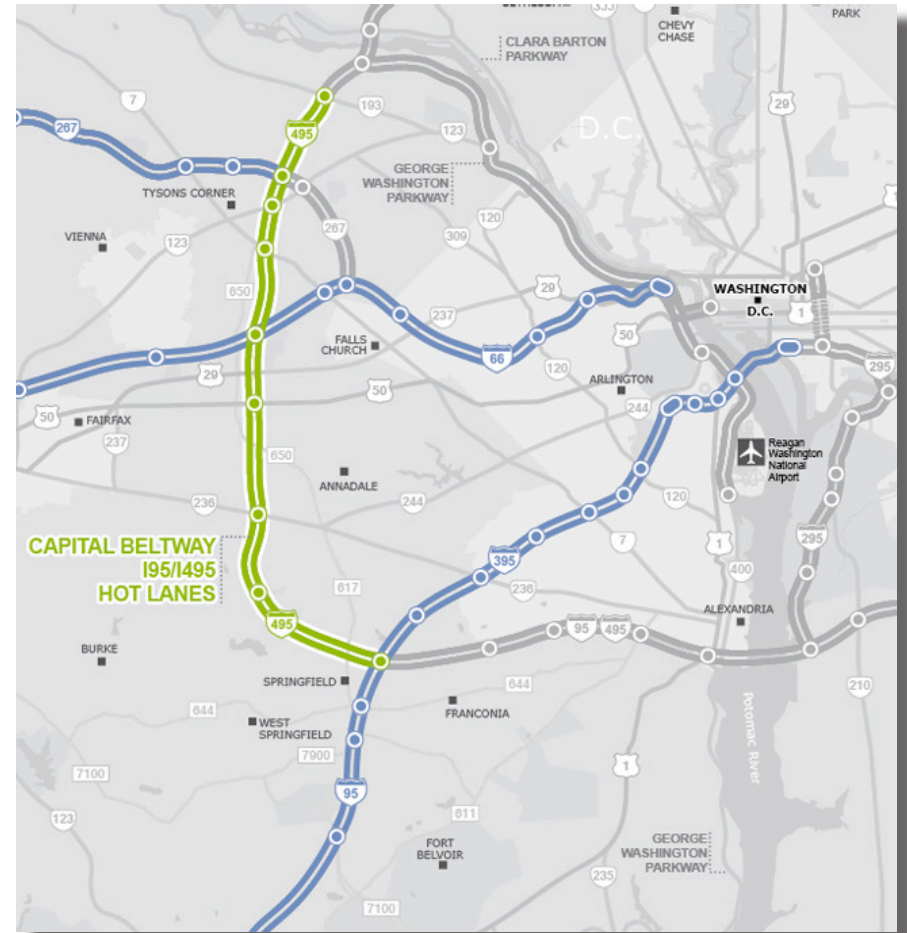 PARK
CHEVY
CHASE
CLARA BARTON
PARKWAY
7
193
29
495
123
D.C.
267
GEORGE
WASHINGTON
PARKWAY
TYSONS CORNER
120
1
267
309
VIENNA
123
650
29
WASHINGTON
D.C.
237
1
50
FALLS
CHURCH
66
295
120
29
ARLINGTON
50
244
50
FAIRFAX
237
Reagan
Washington
National
Airport
650
ANNADALE
236
244
120
7
1
295
CAPITAL BELTWAY
I95/I495
HOT LANES
395
400
617
236
ALEXANDRIA
495
95
495
BURKE
SPRINGFIELD
644
210
644
FRANCONIA
WEST
SPRINGFIELD
Potomac River
7900
1
7100
95
611
123
FORT
BELVOIR
GEORGE
WASHINGTON
PARKWAY
235
7100